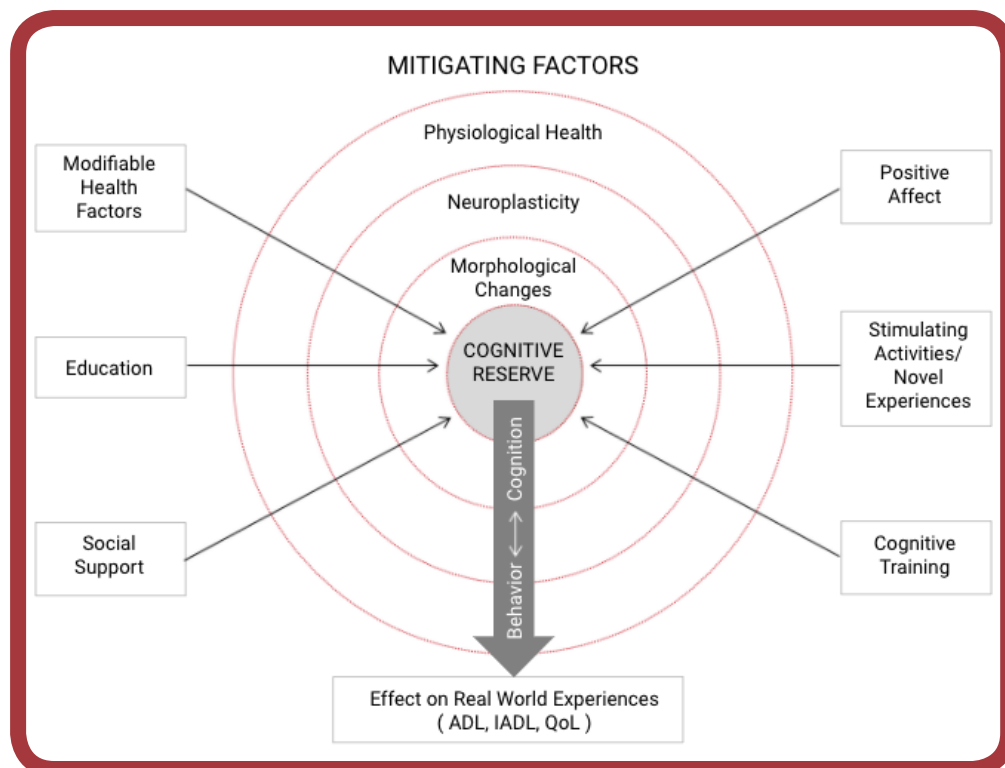 MITIGATING FACTORS
Physiological Health
Neuroplasticity
Morphological
Changes
COGNITIVE
RESERVE
Modifiable
Health
Factors
Education
Social
Support
Positive
Affect
Stimulating
Activities/
Novel
Experiences
Cognitive
Training
Behavior <--> Cognition
Effect on Real World Experiences
( ADL, IADL, QoL )